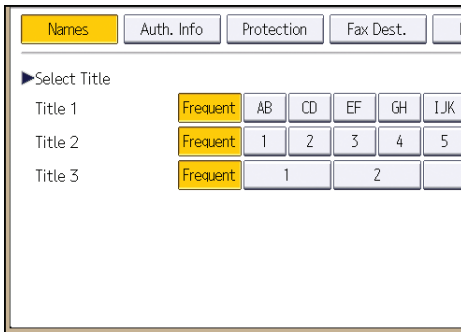 Names Auth. Info Protection Fax Dest.
▶Select Title
Title 1 Frequent AB CD EF GH IJK
Title 2 Frequent 1 2 3 4 5
Title 3 Frequent 1 2